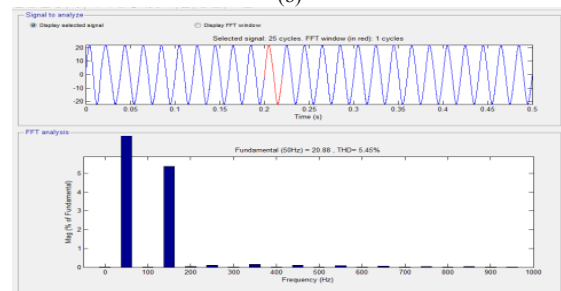 Signal to analyze
Display selected signal Display FFT window
Selected signal: 25 cycles. FFT window (in red): 1 cycles
20
10
0
-10
-20
0 0.05 0.1 0.15 0.2 0.25 0.3 0.35 0.4 0.45 0.5
Time (s)
FFT analysis
Fundamental (50Hz) = 20.88 , THD= 5.45%
Mag (% of Fundamental)
5
4
3
2
1
0
0 100 200 300 400 500 600 700 800 900 1000
Frequency (Hz)